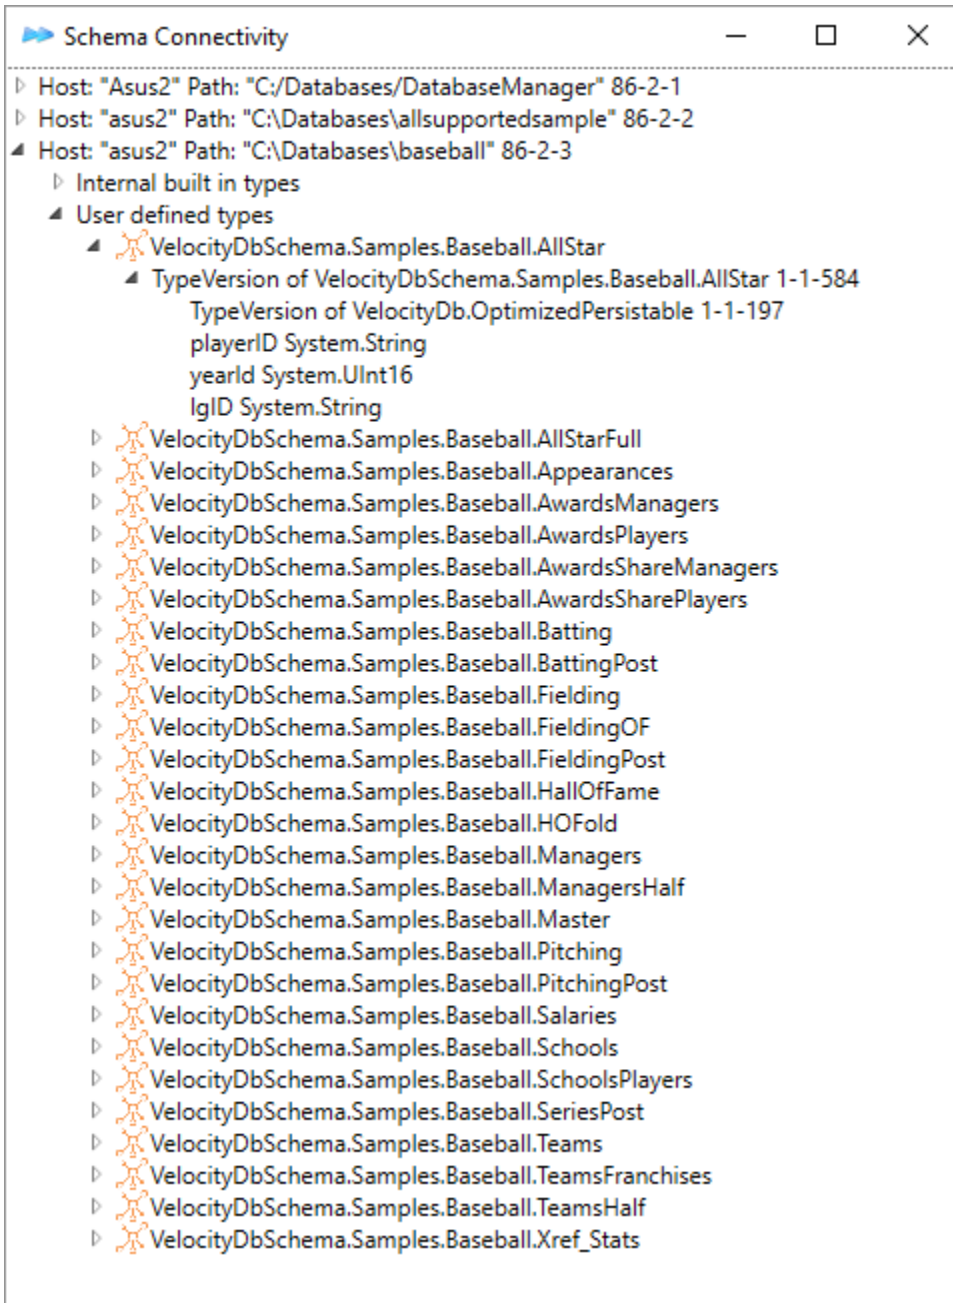 Schema Connectivity
Host: "Asus2" Path: "C:/Databases/DatabaseManager" 86-2-1
Host: "asus2" Path: "C:\Databases\allsupportedsample" 86-2-2
Host: "asus2" Path: "C:\Databases\baseball" 86-2-3
Internal built in types
User defined types
VelocityDbSchema.Samples.Baseball.AllStar
TypeVersion of VelocityDbSchema.Samples.Baseball.AllStar 1-1-584
TypeVersion of VelocityDb.OptimizedPersistable 1-1-197
playerID System.String
yearId System.UInt16
lgID System.String
VelocityDbSchema.Samples.Baseball.AllStarFull
VelocityDbSchema.Samples.Baseball.Appearances
VelocityDbSchema.Samples.Baseball.AwardsManagers
VelocityDbSchema.Samples.Baseball.AwardsPlayers
VelocityDbSchema.Samples.Baseball.AwardsShareManagers
VelocityDbSchema.Samples.Baseball.AwardsSharePlayers
VelocityDbSchema.Samples.Baseball.Batting
VelocityDbSchema.Samples.Baseball.BattingPost
VelocityDbSchema.Samples.Baseball.Fielding
VelocityDbSchema.Samples.Baseball.FieldingOF
VelocityDbSchema.Samples.Baseball.FieldingPost
VelocityDbSchema.Samples.Baseball.HallOfFame
VelocityDbSchema.Samples.Baseball.HOFold
VelocityDbSchema.Samples.Baseball.Managers
VelocityDbSchema.Samples.Baseball.ManagersHalf
VelocityDbSchema.Samples.Baseball.Master
VelocityDbSchema.Samples.Baseball.Pitching
VelocityDbSchema.Samples.Baseball.PitchingPost
VelocityDbSchema.Samples.Baseball.Salaries
VelocityDbSchema.Samples.Baseball.Schools
VelocityDbSchema.Samples.Baseball.SchoolsPlayers
VelocityDbSchema.Samples.Baseball.SeriesPost
VelocityDbSchema.Samples.Baseball.Teams
VelocityDbSchema.Samples.Baseball.TeamsFranchises
VelocityDbSchema.Samples.Baseball.TeamsHalf
VelocityDbSchema.Samples.Baseball.Xref_Stats